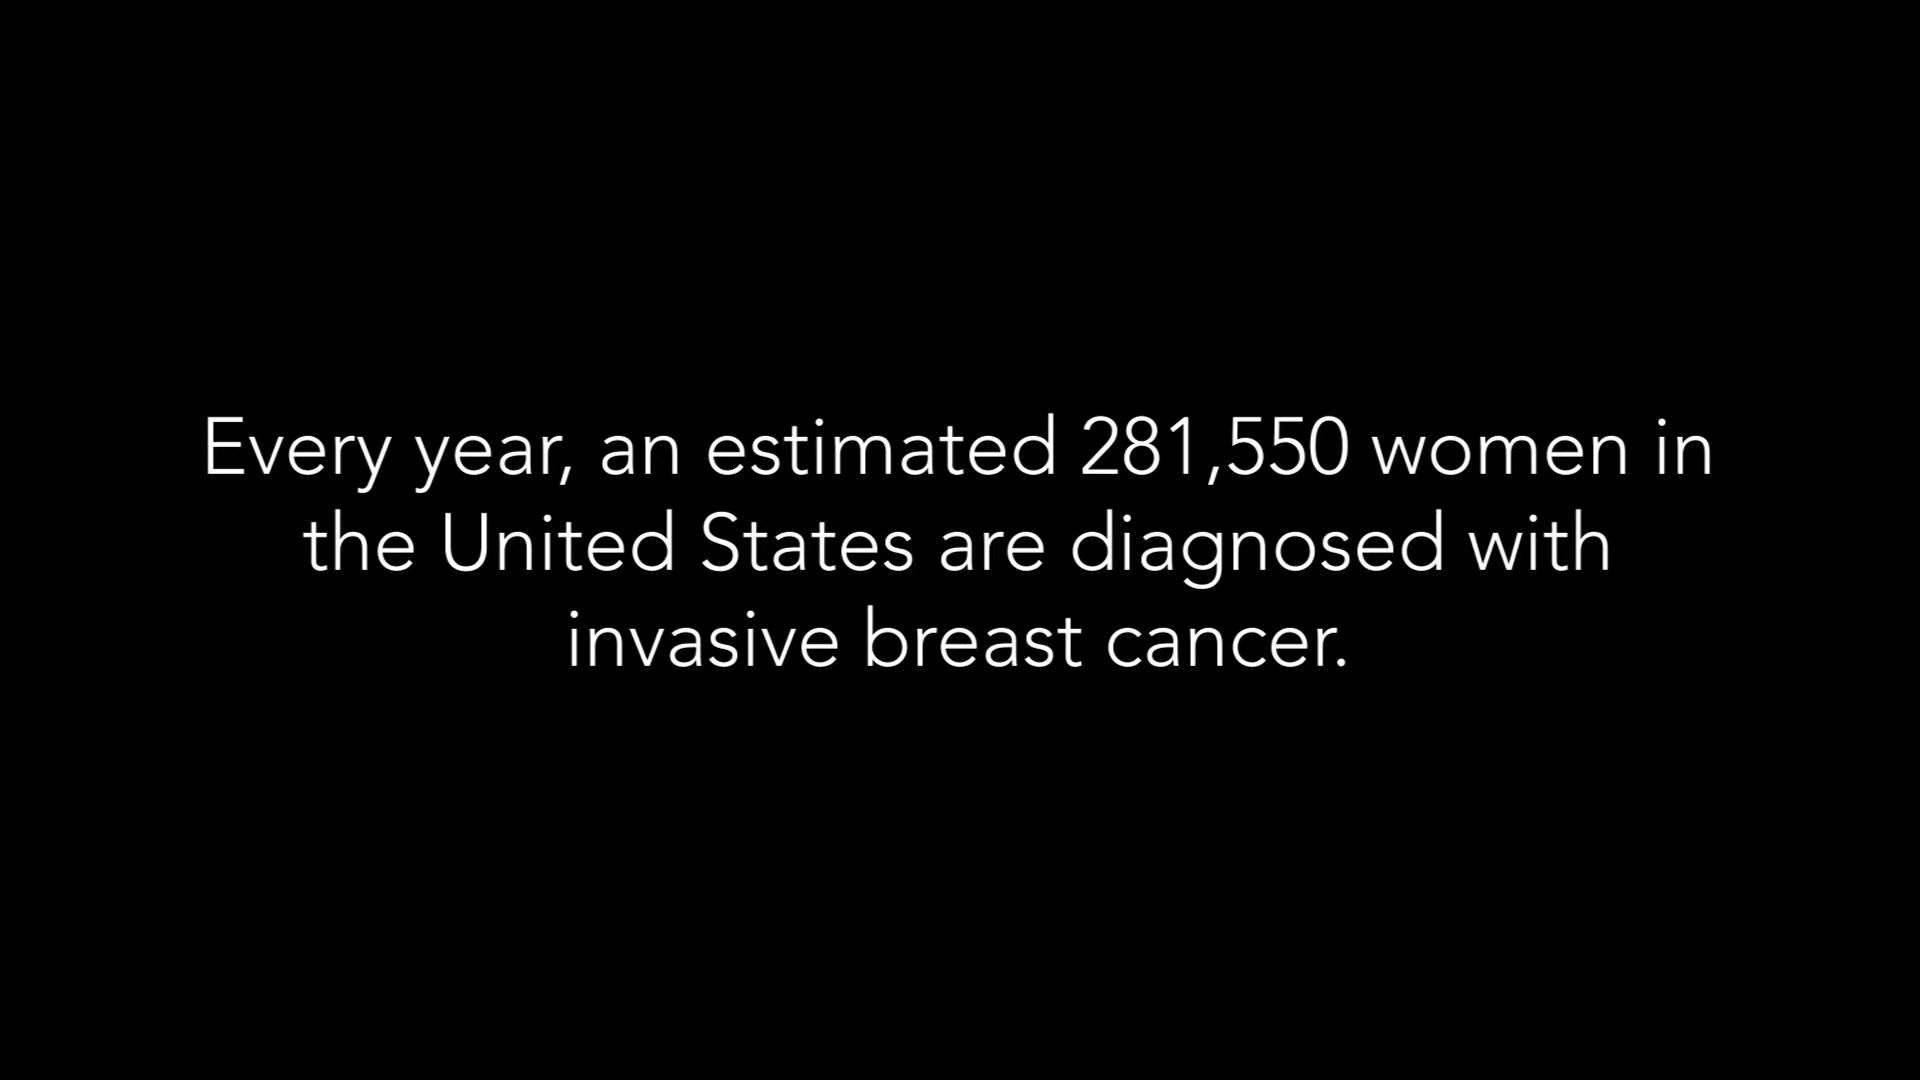 Every year, an estimated 281,550 women in
the United States are diagnosed with
invasive breast cancer.